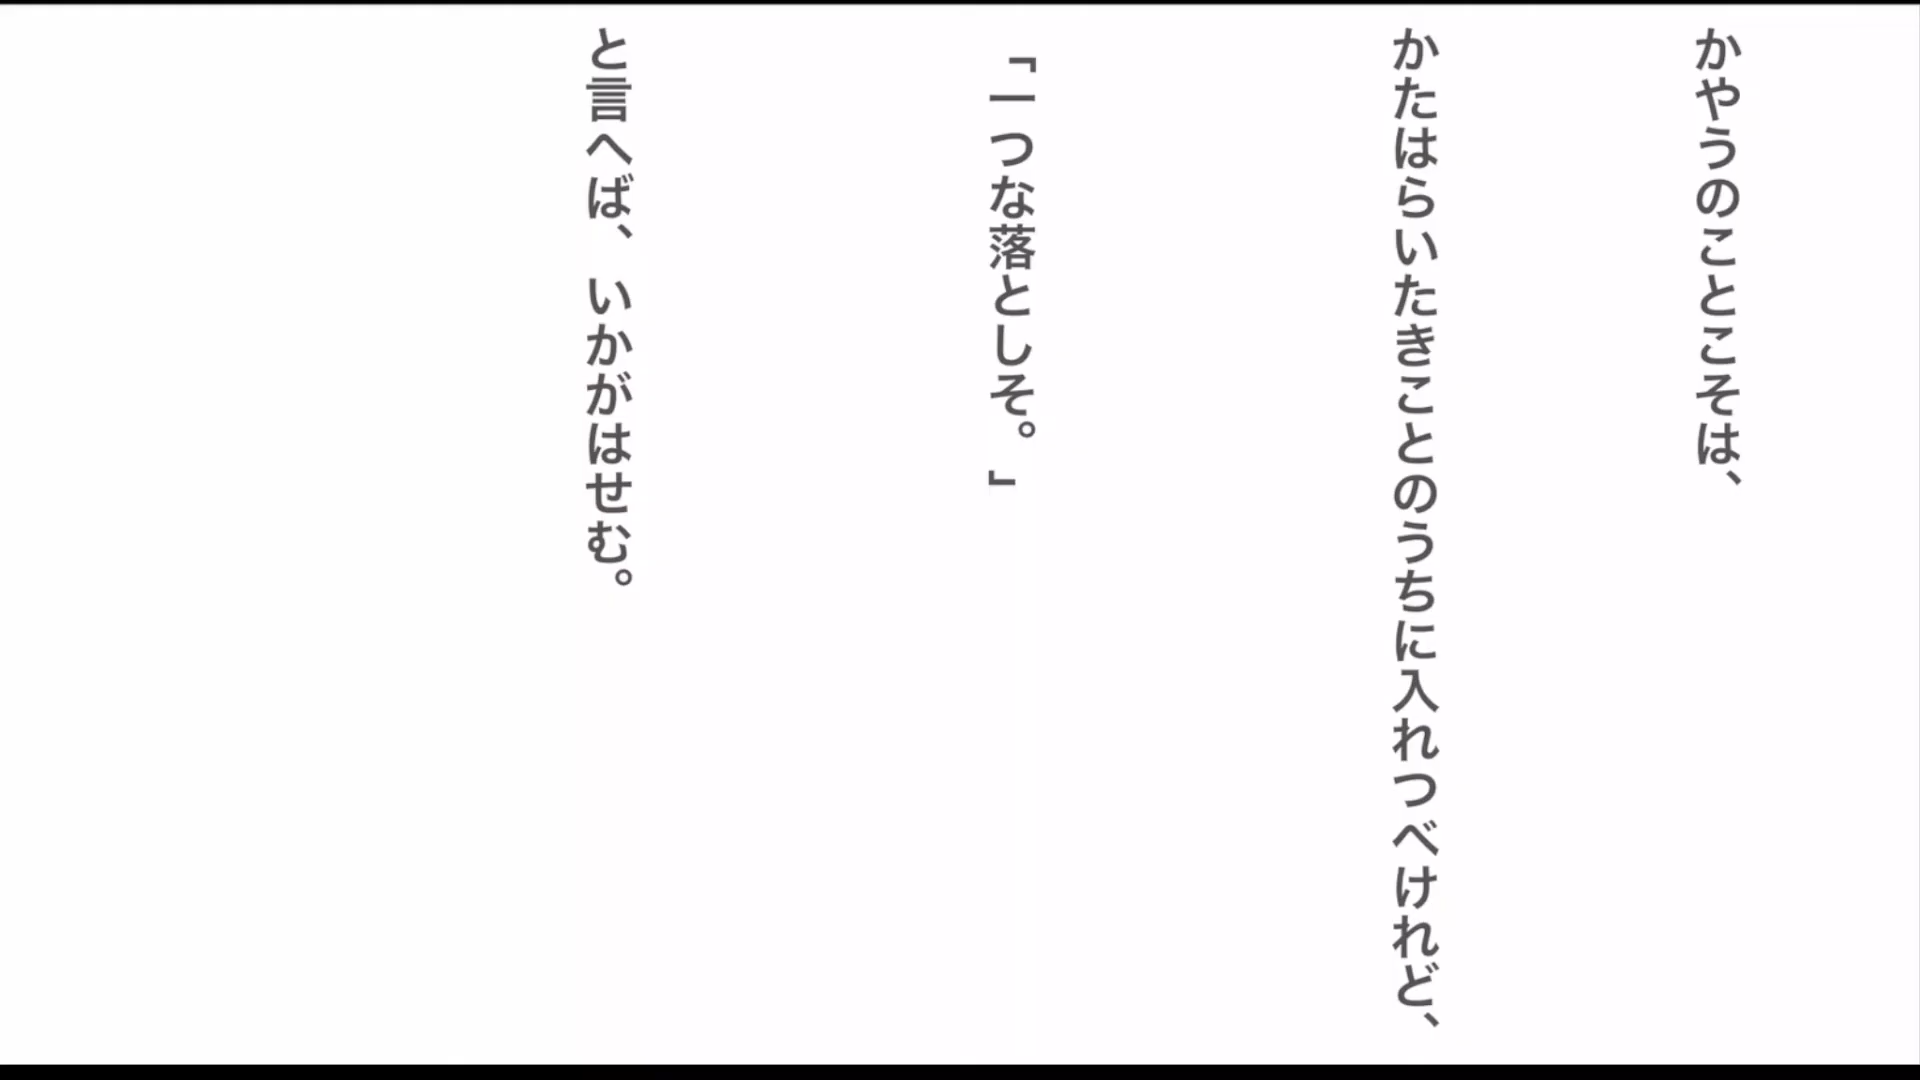 かやうのことこそは、
かたはらいたきことのうちに入れつべけれど、
「一つな落としそ。」
と言へば、いかがはせむ。